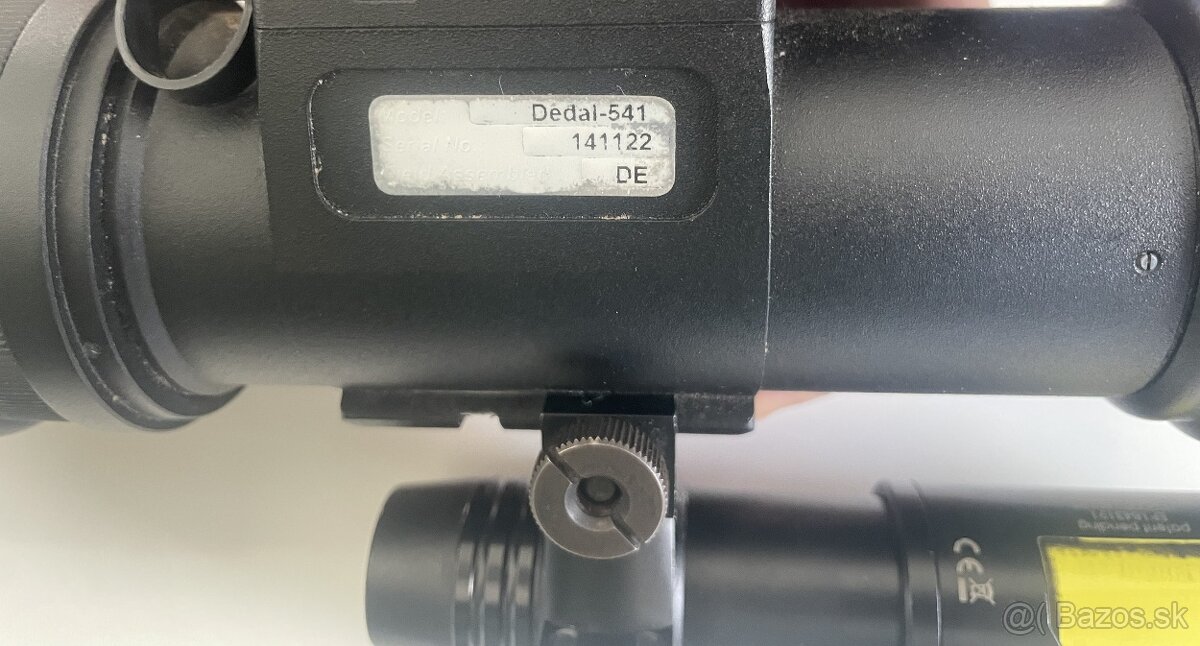 Model Dedal-541
Serial No. 141122
DE
patent pending
CE
@( Bazos.sk